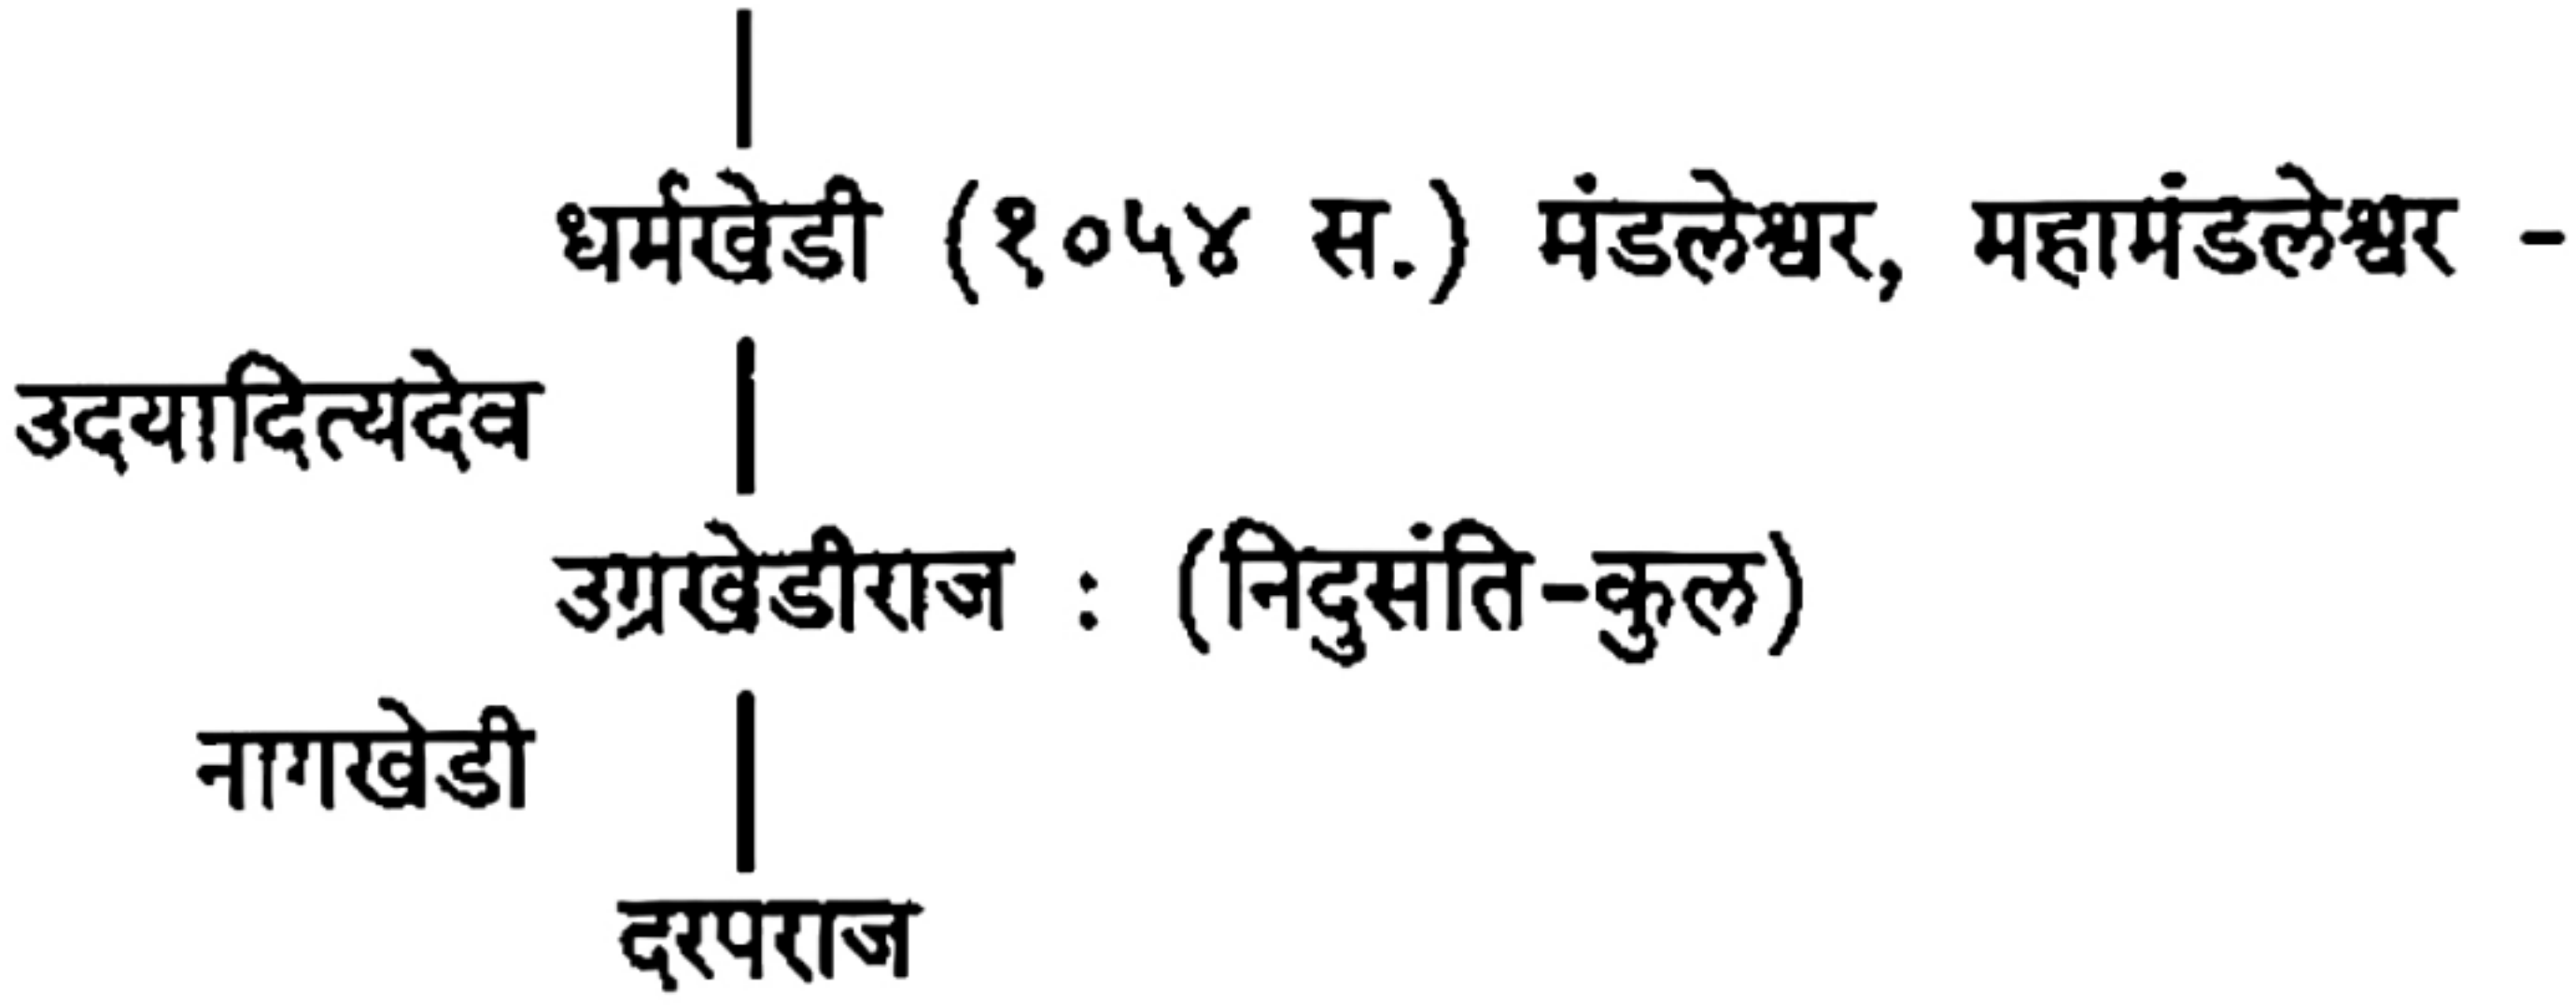 धर्मखेडी (१०५४ स.) मंडलेश्वर, महामंडलेश्वर -
उदयादित्यदेव
उग्रखेडीराज : (निदुसंति-कुल)
नागखेडी
दरपराज